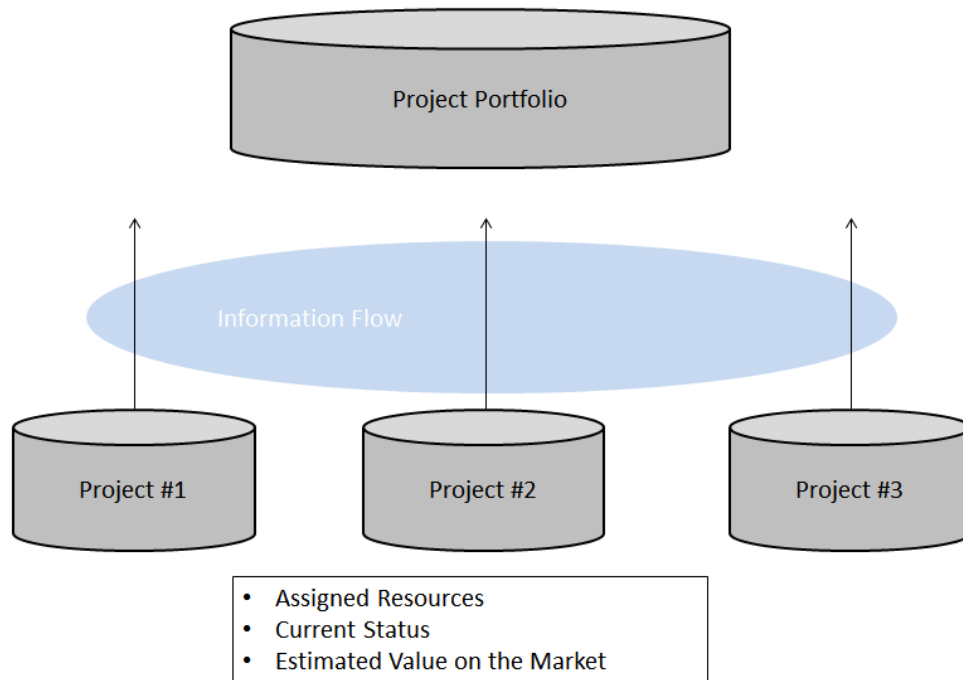 Project Portfolio
Information Flow
Project #1
Project #2
Project #3
• Assigned Resources
• Current Status
• Estimated Value on the Market